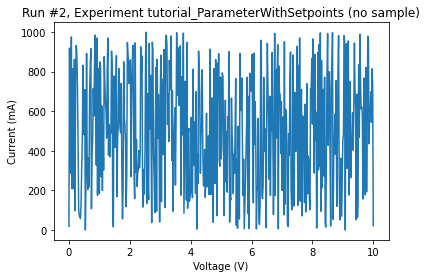 Run #2, Experiment tutorial_ParameterWithSetpoints (no sample)
1000
800
600
400
200
0
Current (mA)
0 2 4 6 8 10
Voltage (V)